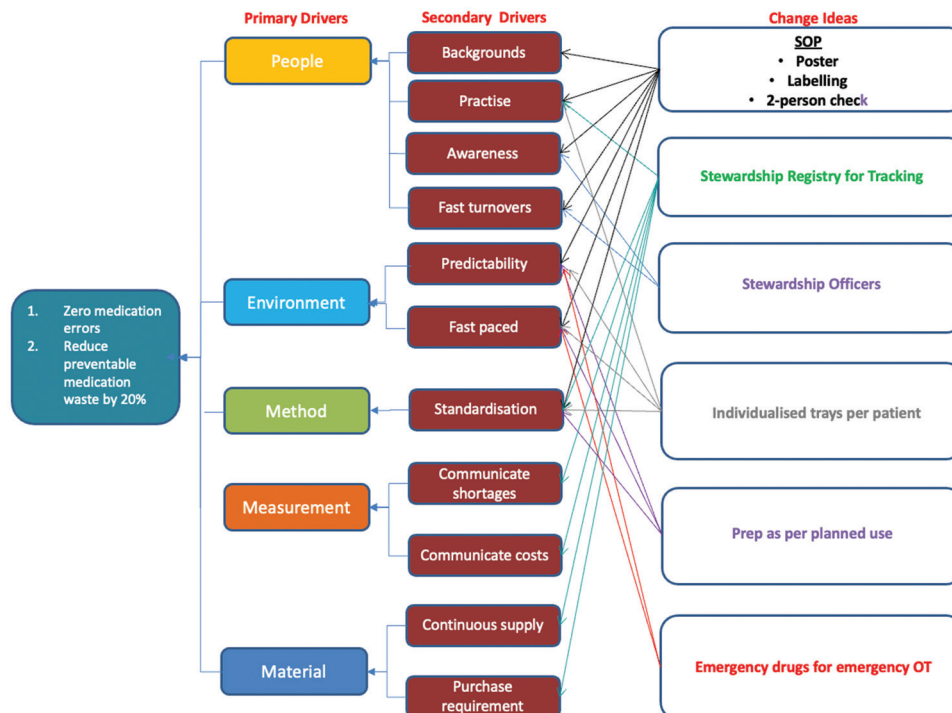 Primary Drivers
Secondary Drivers
Change Ideas
1. Zero medication
errors
2. Reduce
preventable
medication
waste by 20%
People
Environment
Method
Measurement
Material
Backgrounds
Practise
Awareness
Fast turnovers
Predictability
Fast paced
Standardisation
Communicate
shortages
Communicate costs
Continuous supply
Purchase
requirement
SOP
• Poster
• Labelling
• 2-person check
Stewardship Registry for Tracking
Stewardship Officers
Individualised trays per patient
Prep as per planned use
Emergency drugs for emergency OT